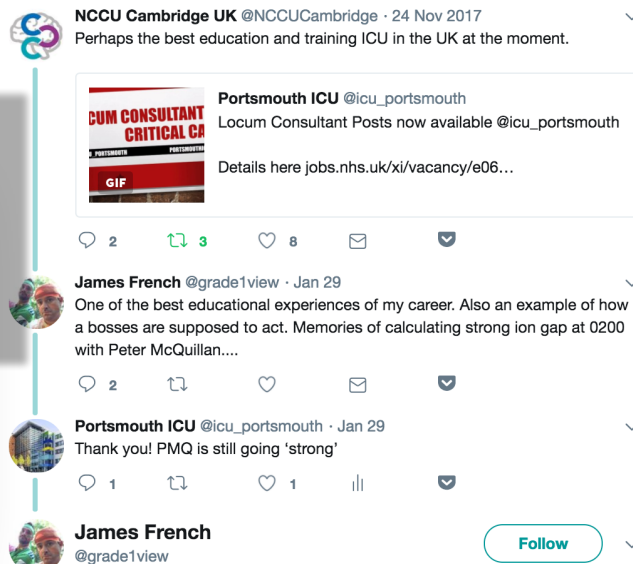 NCCU Cambridge UK @NCCUCambridge · 24 Nov 2017
Perhaps the best education and training ICU in the UK at the moment.
CUM CONSULTANT
CRITICAL CA
PORTSMOUTH
GIF
Portsmouth ICU @icu_portsmouth
Locum Consultant Posts now available @icu_portsmouth
Details here jobs.nhs.uk/xi/vacancy/e06…
2 3 8
James French @grade1view · Jan 29
One of the best educational experiences of my career. Also an example of how
a bosses are supposed to act. Memories of calculating strong ion gap at 0200
with Peter McQuillan....
2
Portsmouth ICU @icu_portsmouth · Jan 29
Thank you! PMQ is still going ‘strong’
1 1
James French
@grade1view
Follow